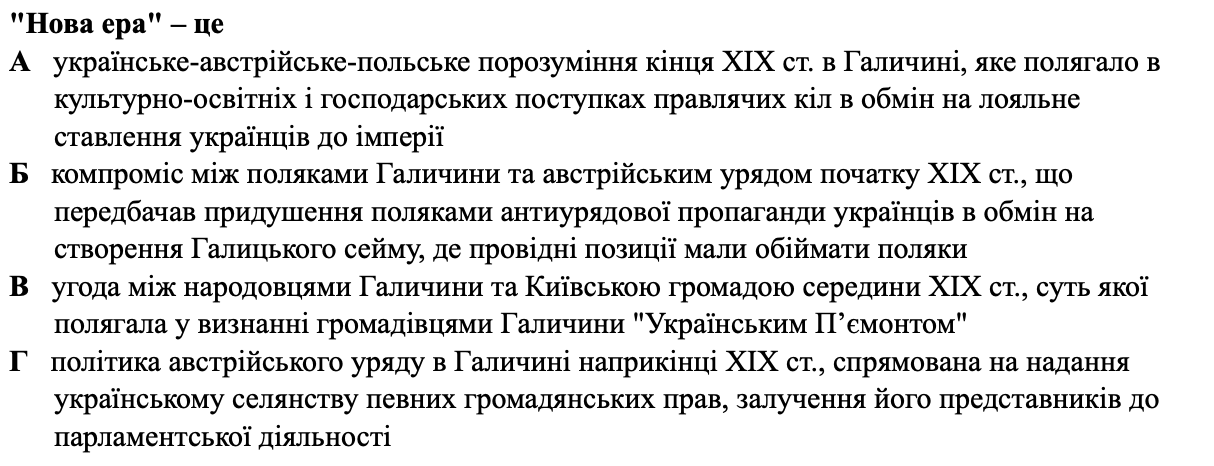 "Нова ера" – це
А українське-австрійське-польське порозуміння кінця XIX ст. в Галичині, яке полягало в
культурно-освітніх і господарських поступках правлячих кіл в обмін на лояльне
ставлення українців до імперії
Б компроміс між поляками Галичини та австрійським урядом початку XIX ст., що
передбачав придушення поляками антиурядової пропаганди українців в обмін на
створення Галицького сейму, де провідні позиції мали обіймати поляки
В угода між народовцями Галичини та Київською громадою середини XIX ст., суть якої
полягала у визнанні громадівцями Галичини "Українським П’ємонтом"
Г політика австрійського уряду в Галичині наприкінці XIX ст., спрямована на надання
українському селянству певних громадянських прав, залучення його представників до
парламентської діяльності